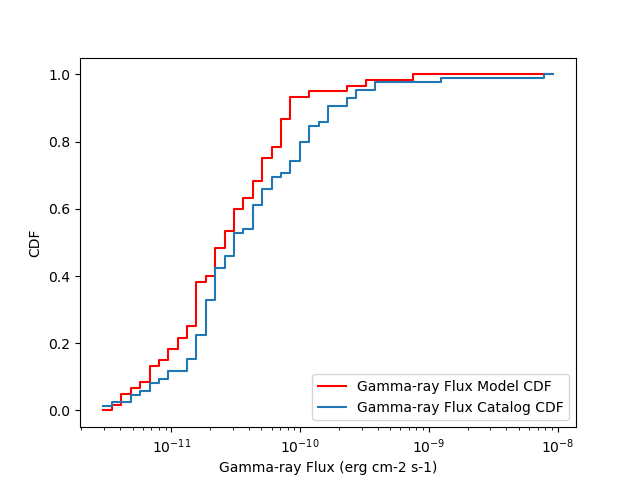 1.0
0.8
0.6
0.4
0.2
0.0
CDF
10⁻¹¹
10⁻¹⁰
10⁻⁹
10⁻⁸
Gamma-ray Flux (erg cm-2 s-1)
Gamma-ray Flux Model CDF
Gamma-ray Flux Catalog CDF